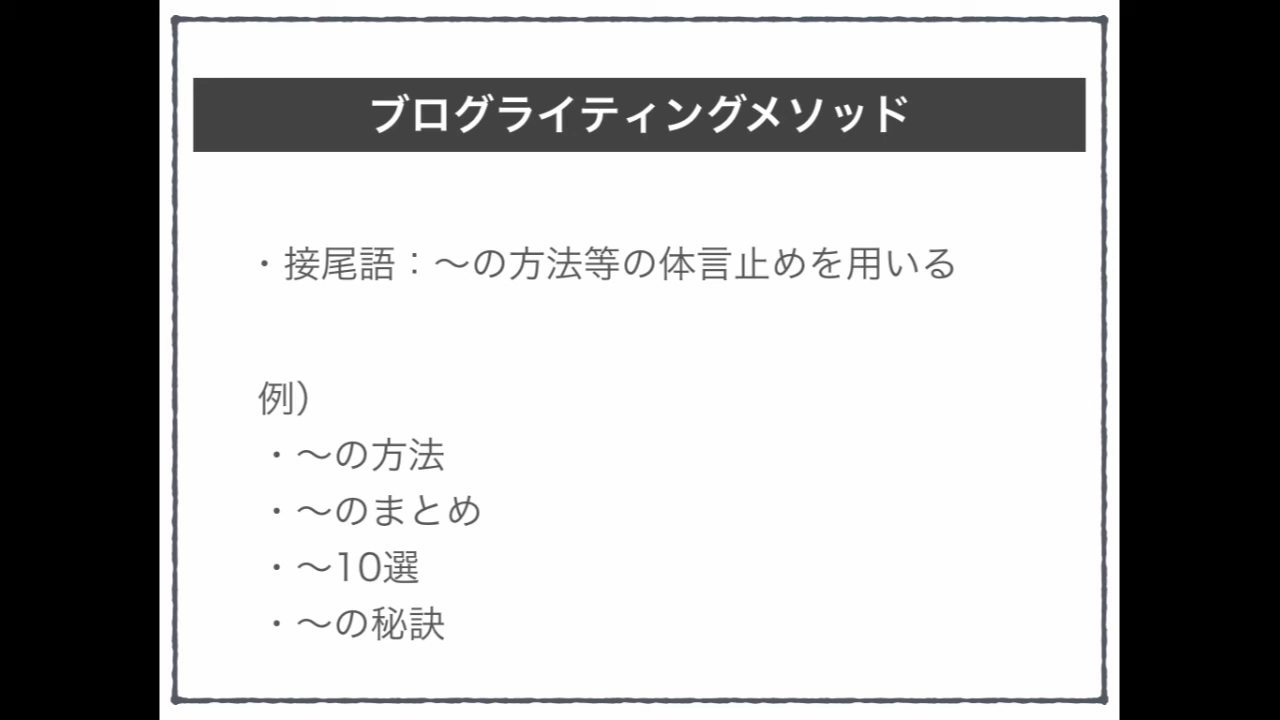 ブログライティングメソッド
・接尾語：〜の方法等の体言止めを用いる
例）
・〜の方法
・〜のまとめ
・〜10選
・〜の秘訣